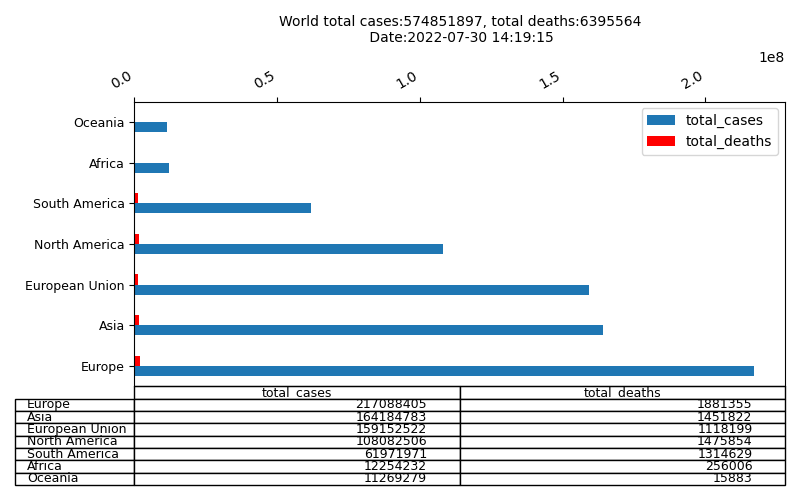 World total cases:574851897, total deaths:6395564
Date:2022-07-30 14:19:15
1e8
0.0 0.5 1.0 1.5 2.0
total_cases
total_deaths
Oceania
Africa
South America
North America
European Union
Asia
Europe
total_cases total_deaths
Europe 217088405 1881355
Asia 164184783 1451822
European Union 159152522 1118199
North America 108082506 1475854
South America 61971971 1314629
Africa 12254232 256006
Oceania 11269279 15883